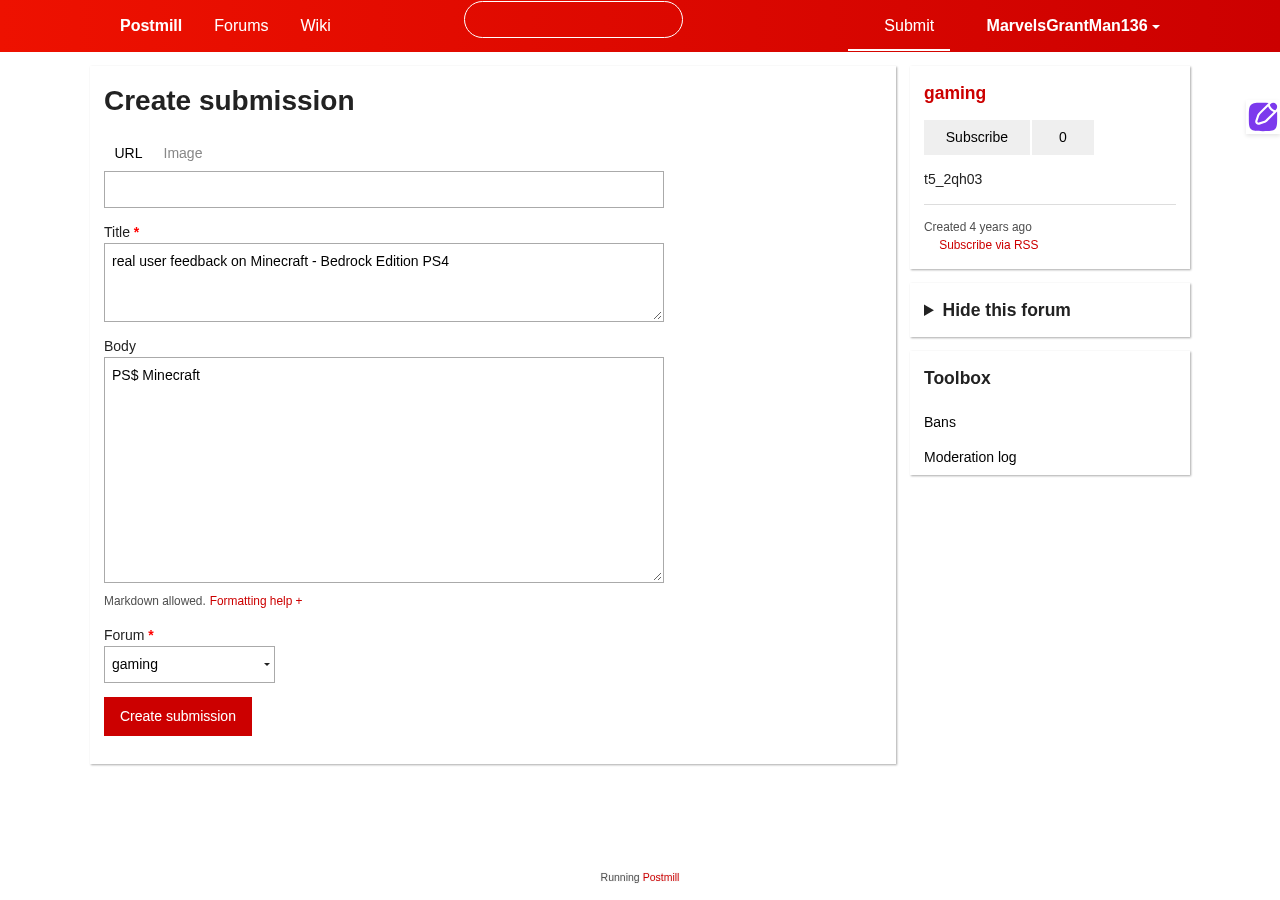 Postmill Forums Wiki Submit MarvelsGrantMan136
Create submission
URL Image
Title *
real user feedback on Minecraft - Bedrock Edition PS4
Body
PS$ Minecraft
Markdown allowed. Formatting help +
Forum *
gaming
Create submission
gaming
Subscribe 0
t5_2qh03
Created 4 years ago
Subscribe via RSS
Hide this forum
Toolbox
Bans
Moderation log
Running Postmill